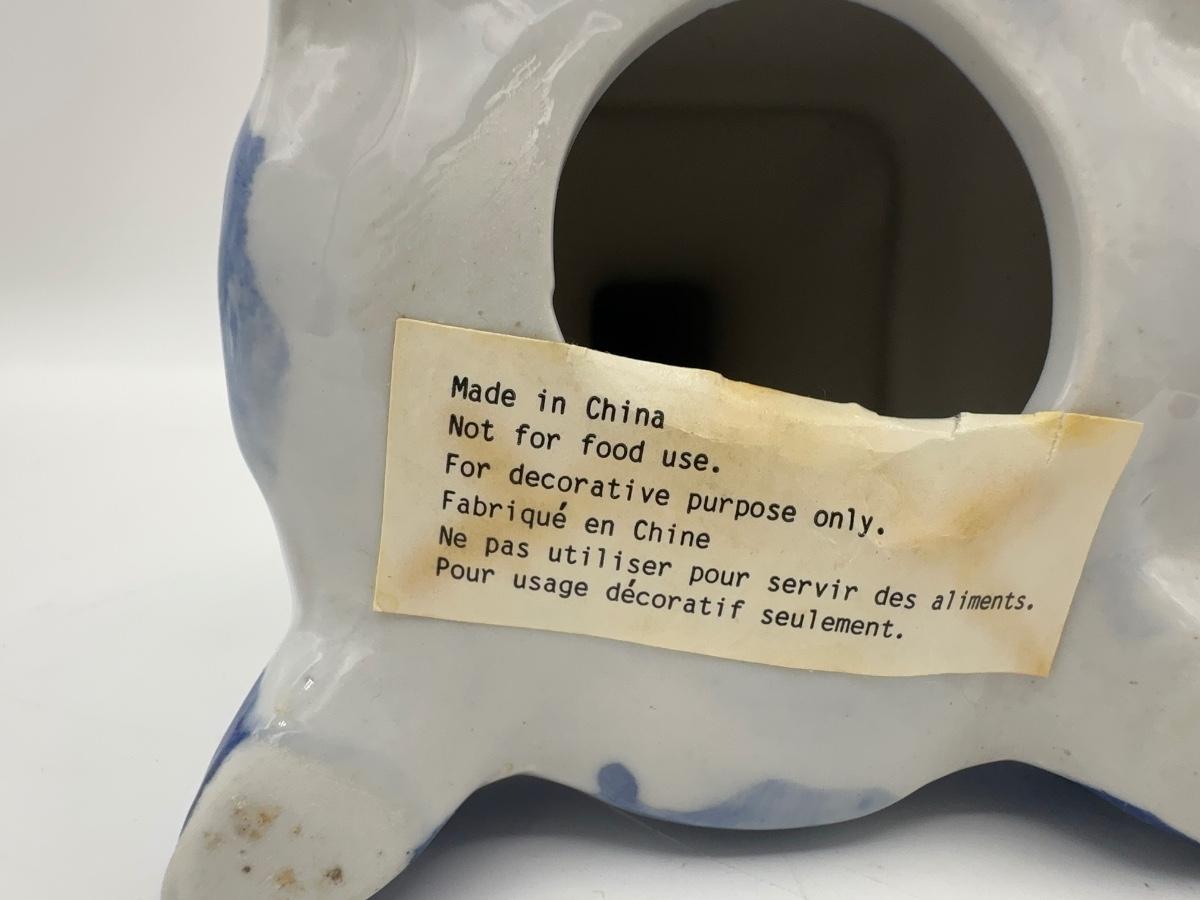 Made in China
Not for food use.
For decorative purpose only.
Fabriqué en Chine
Ne pas utiliser pour servir des aliments.
Pour usage décoratif seulement.